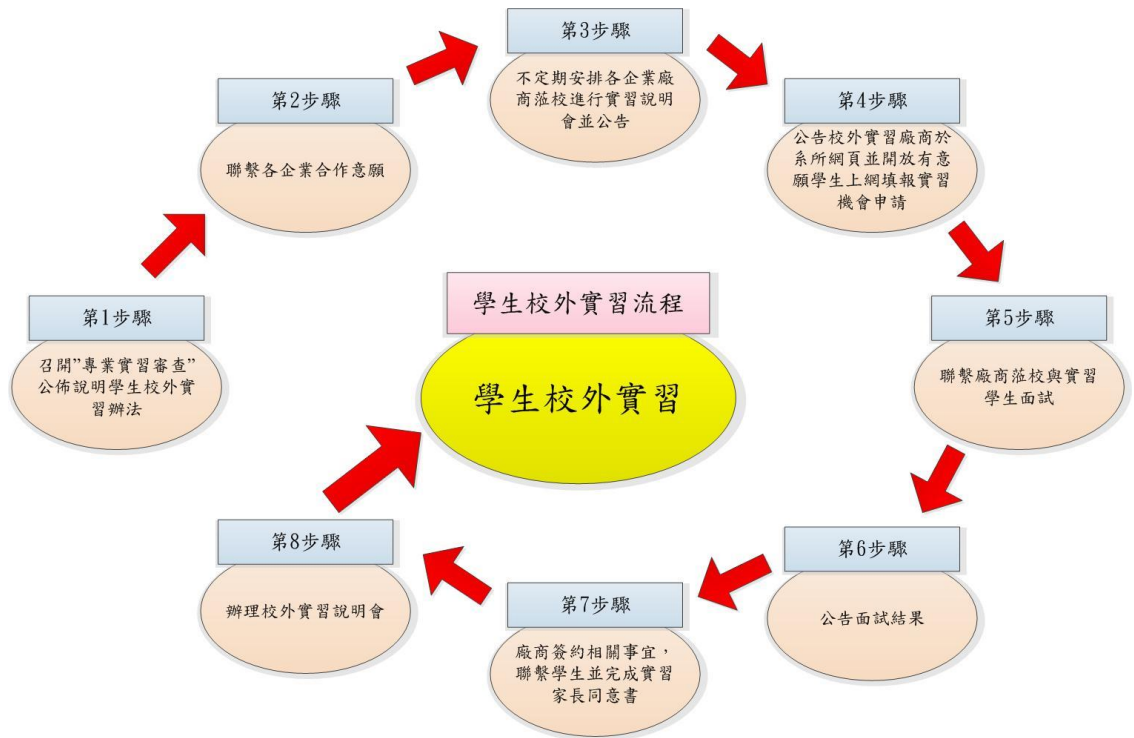 學生校外實習流程
學生校外實習
第1步驟
召開”專業實習審查”
公佈說明學生校外實
習辦法
第2步驟
聯繫各企業合作意願
第3步驟
不定期安排各企業廠
商蒞校進行實習說明
會並公告
第4步驟
公告校外實習廠商於
系所網頁並開放有意
願學生上網填報實習
機會申請
第5步驟
聯繫廠商蒞校與實習
學生面試
第6步驟
公告面試結果
第7步驟
廠商簽約相關事宜，
聯繫學生並完成實習
家長同意書
第8步驟
辦理校外實習說明會